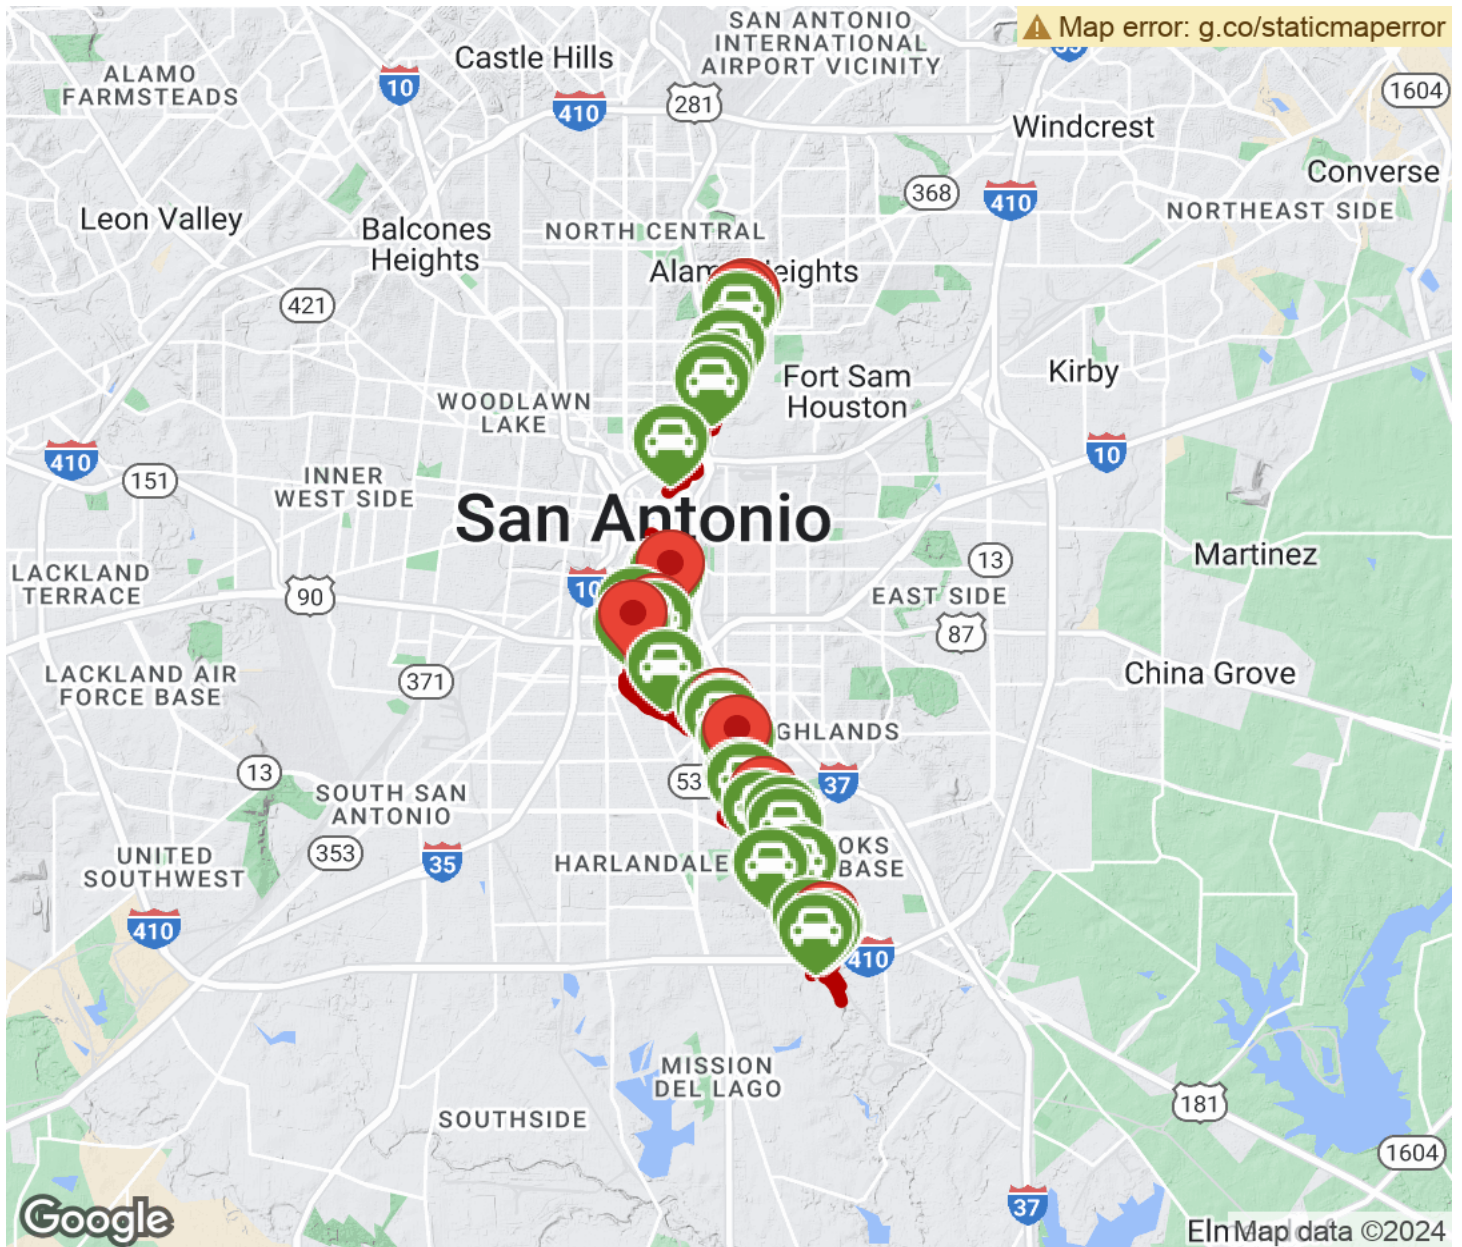 SAN ANTONIO
INTERNATIONAL
AIRPORT VICINITY
Map error: g.co/staticmaperror
Castle Hills
ALAMO
FARMSTEADS
10
410
281
1604
Windcrest
Converse
368
410
Leon Valley
Balcones
Heights
NORTH CENTRAL
NORTHEAST SIDE
421
Kirby
Fort Sam
Houston
WOODLAWN
LAKE
410
151
10
INNER
WEST SIDE
San Antonio
Martinez
13
LACKLAND
TERRACE
90
10
EAST SIDE
87
LACKLAND AIR
FORCE BASE
371
China Grove
GHLANDS
13
53
37
SOUTH SAN
ANTONIO
353
35
UNITED
SOUTHWEST
HARLANDALE
OKS
BASE
410
410
MISSION
DEL LAGO
SOUTHSIDE
181
1604
37
Google
Map data ©2024